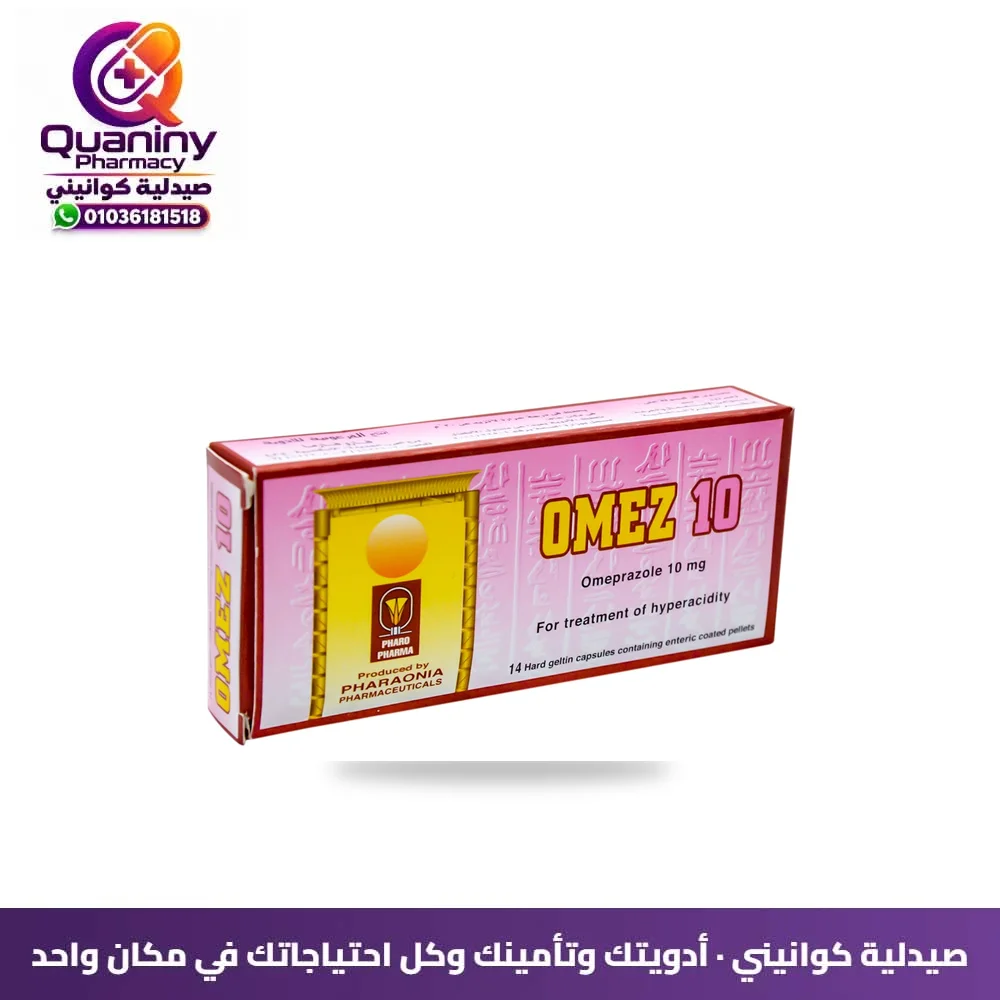 Quaniny
Pharmacy
صيدلية كوانيني
01036181518
OMEZ 10
OMEZ 10
Omeprazole 10 mg
For treatment of hyperacidity
14 Hard geltin capsules containing enteric coated pellets
PHARO
PHARMA
Produced by
PHARAONIA
PHARMACEUTICALS
صيدلية كوانيني · أدويتك وتأمينك وكل احتياجاتك في مكان واحد